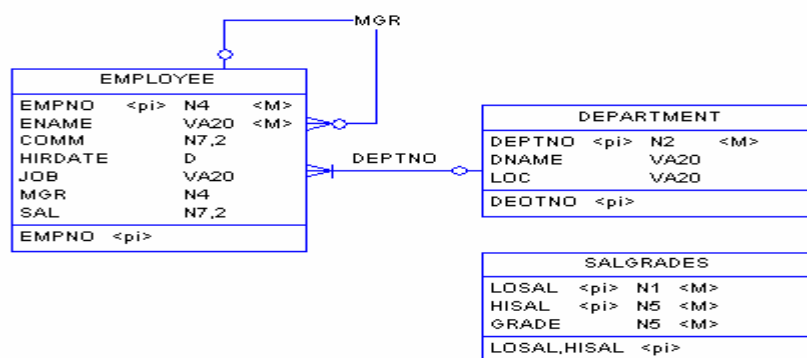 MGR
EMPLOYEE
EMPNO <pi> N4 <M>
ENAME VA20 <M>
COMM N7,2
HIRDATE D
JOB VA20
MGR N4
SAL N7,2
EMPNO <pi>
DEPTNO
DEPARTMENT
DEPTNO <pi> N2 <M>
DNAME VA20
LOC VA20
DEOTNO <pi>
SALGRADES
LOSAL <pi> N1 <M>
HISAL <pi> N5 <M>
GRADE N5 <M>
LOSAL,HISAL <pi>